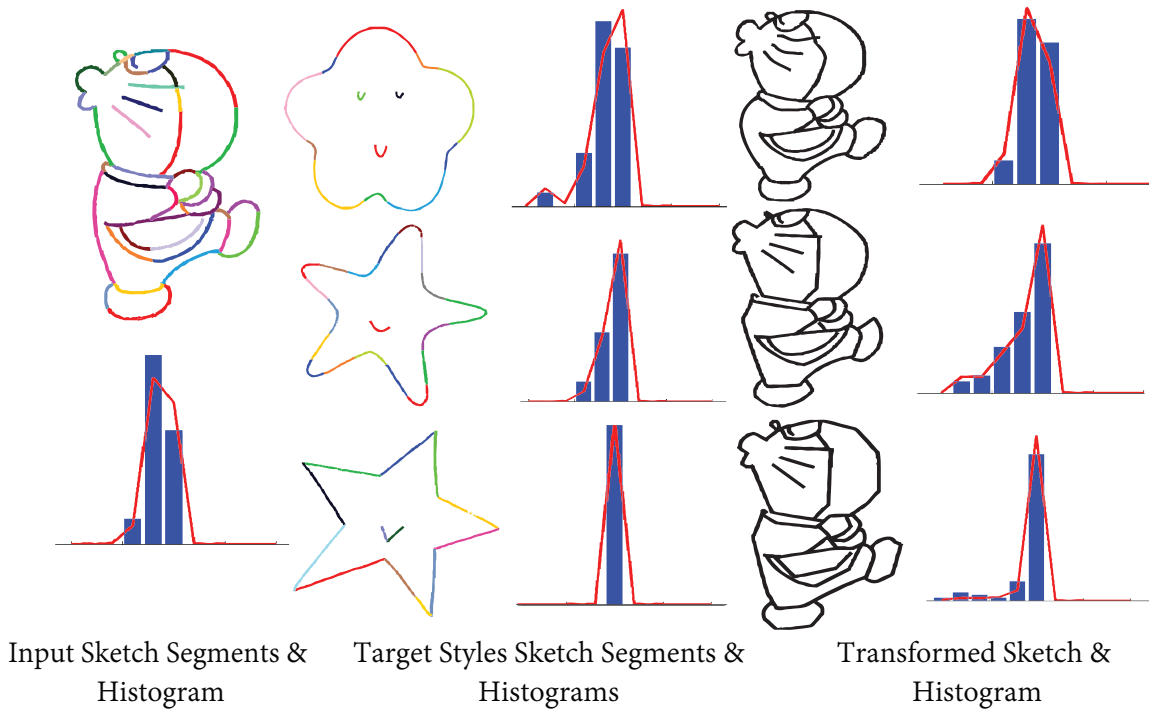 Input Sketch Segments &
Histogram
Target Styles Sketch Segments &
Histograms
Transformed Sketch &
Histogram